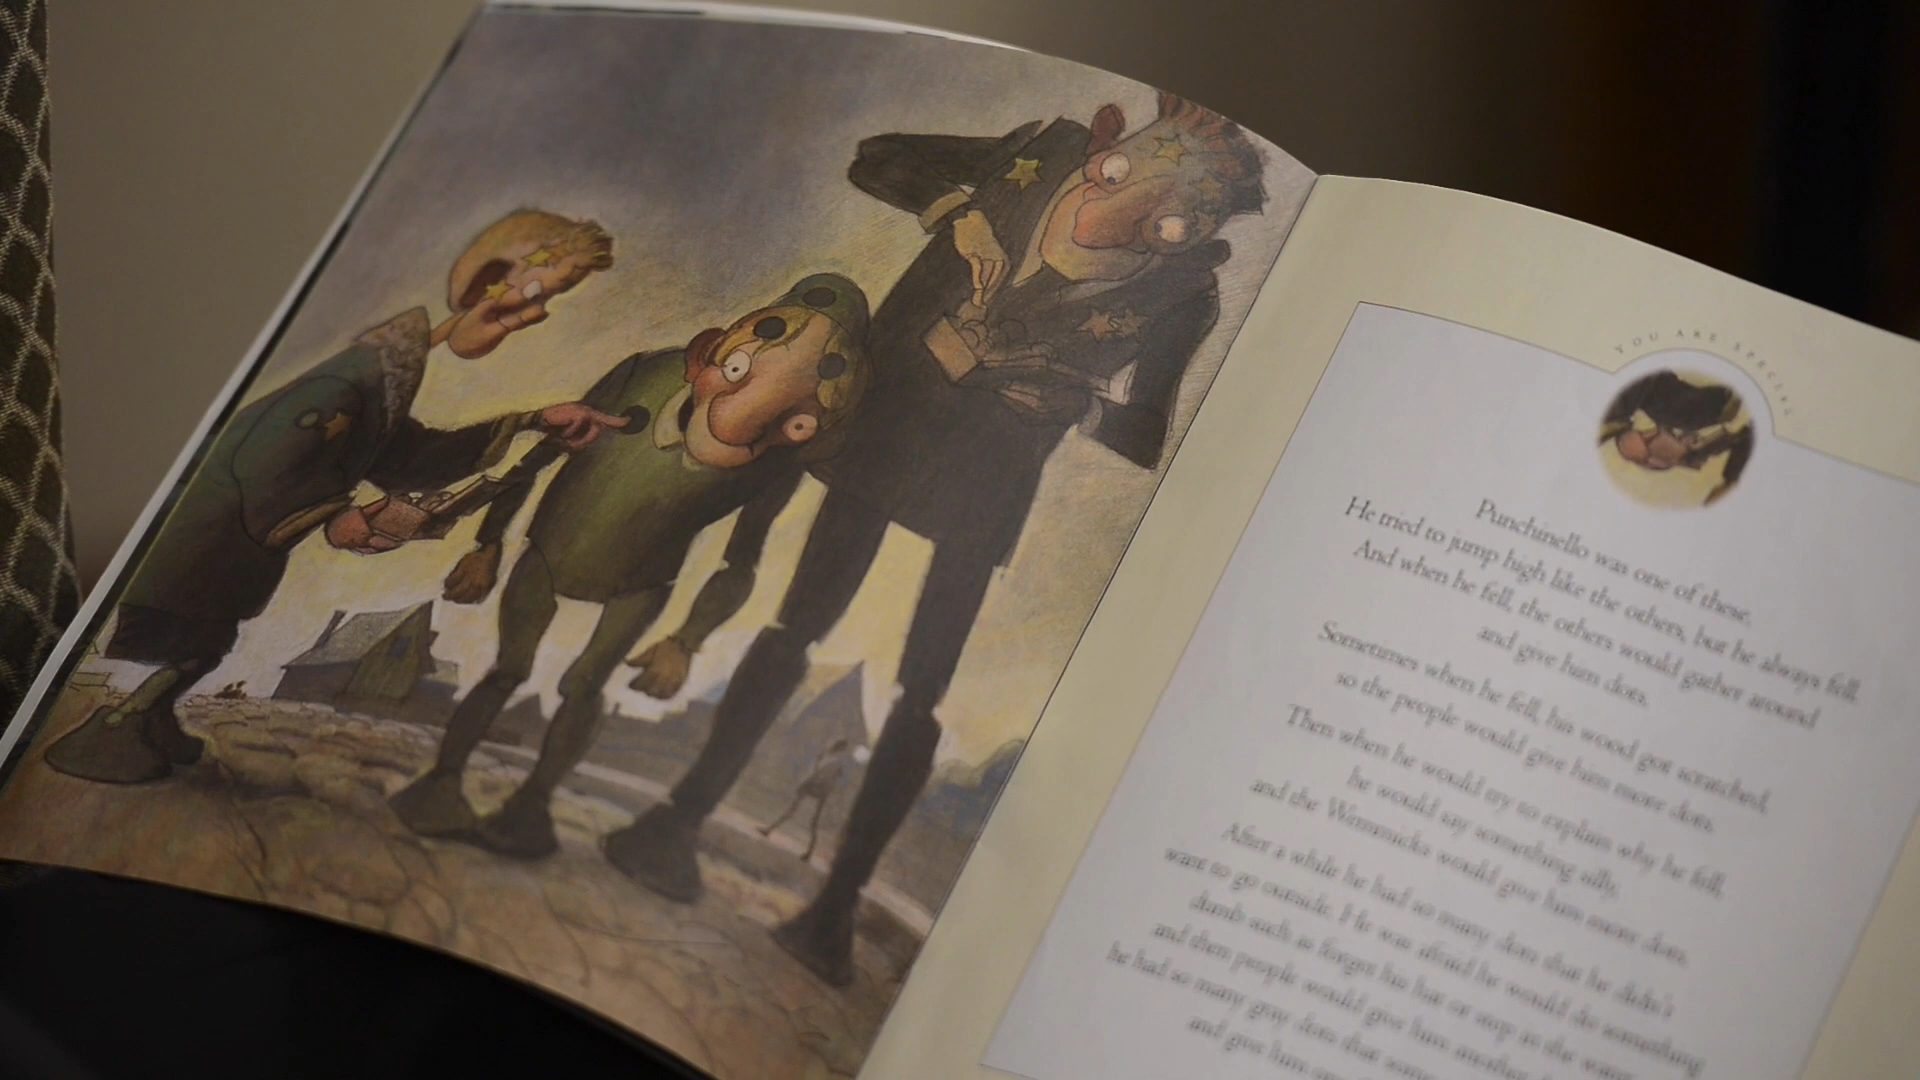 YOU ARE SPECIAL
Punchinello was one of these.
He tried to jump high like the others, but he always fell.
And when he fell, the others would gather around
and give him dots.
Sometimes when he fell, his wood got scratched,
so the people would give him more dots.
Then when he would try to explain why he fell,
he would say something silly,
and the Wemmicks would give him more dots.
After a while he had so many dots that he didn't
want to go outside. He was afraid he would do something
dumb such as forget his hat or step in the water,
and then people would give him another
he had so many gray dots that some
and give him one